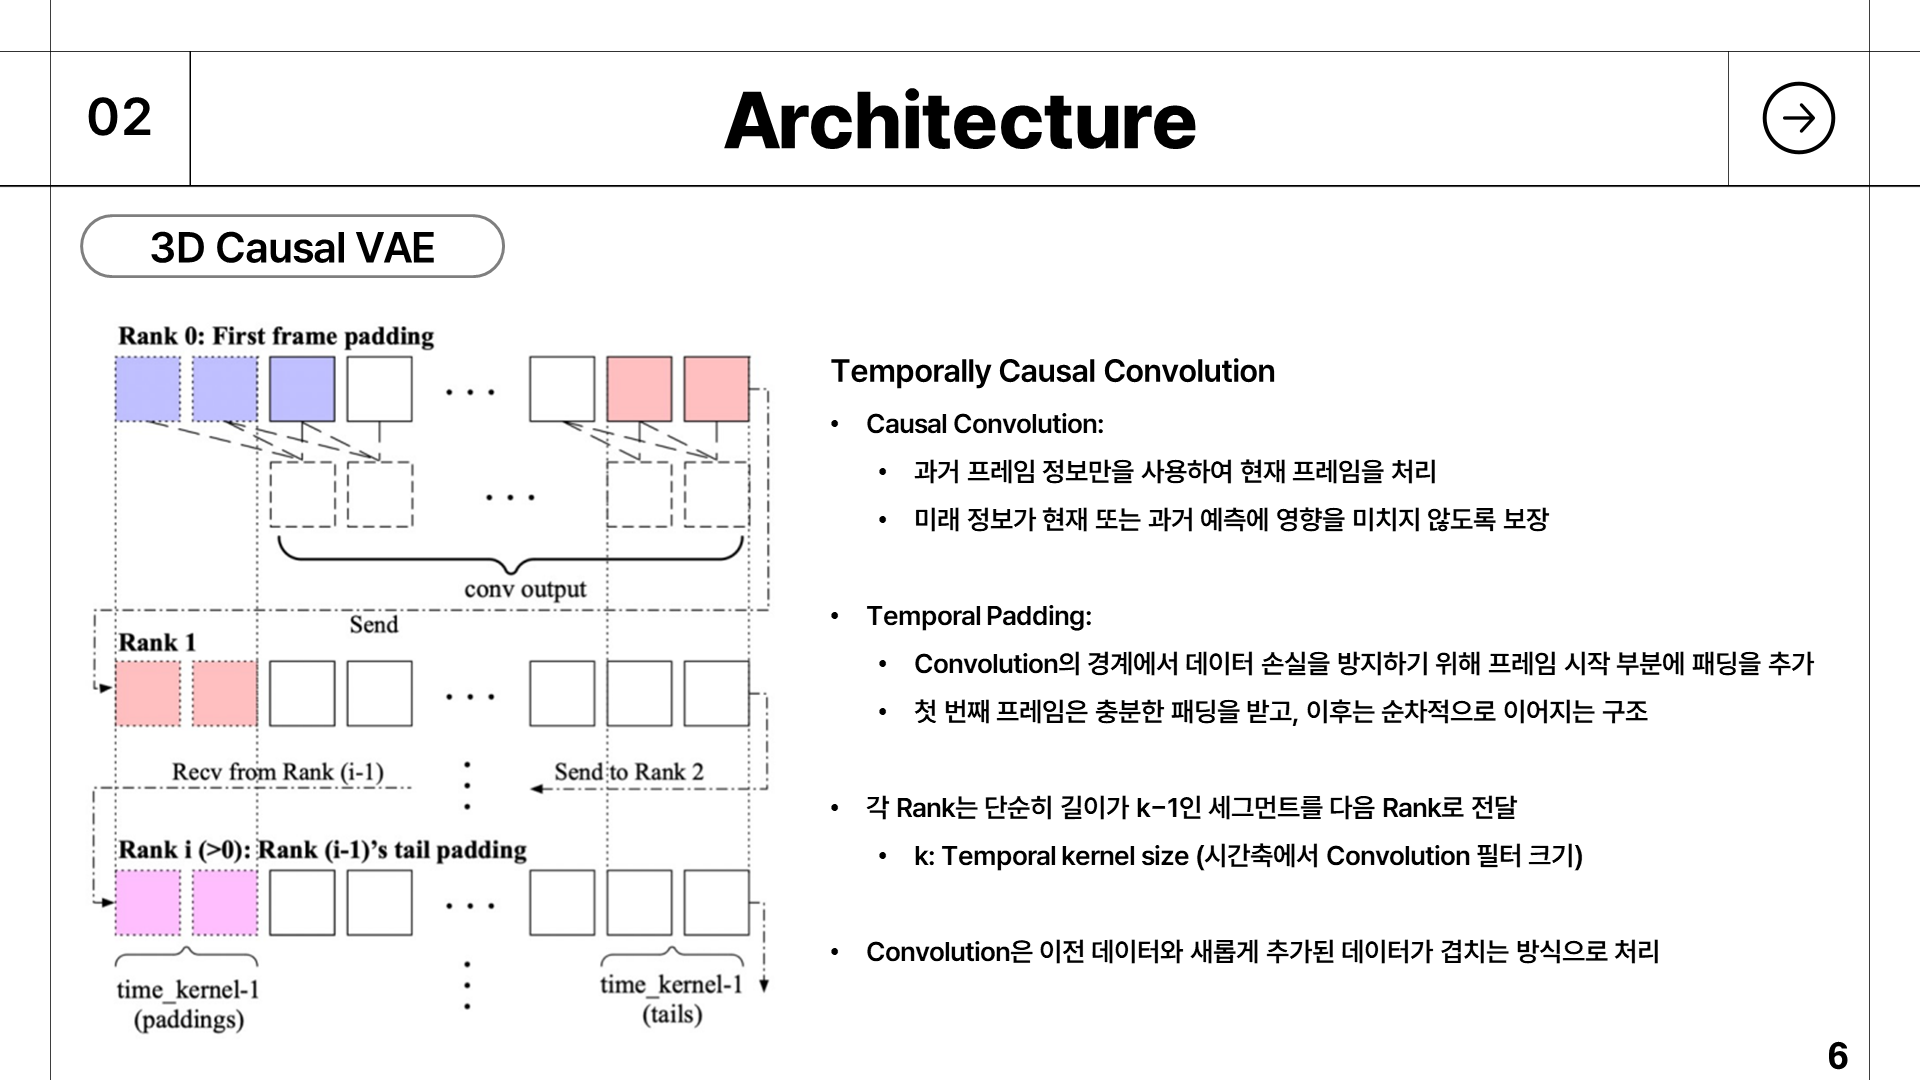 02
Architecture
3D Causal VAE
Rank 0: First frame padding
conv output
Send
Rank 1
Recv from Rank (i-1)
Send to Rank 2
Rank i (>0): Rank (i-1)’s tail padding
time_kernel-1
(paddings)
time_kernel-1
(tails)
Temporally Causal Convolution
• Causal Convolution:
• 과거 프레임 정보만을 사용하여 현재 프레임을 처리
• 미래 정보가 현재 또는 과거 예측에 영향을 미치지 않도록 보장
• Temporal Padding:
• Convolution의 경계에서 데이터 손실을 방지하기 위해 프레임 시작 부분에 패딩을 추가
• 첫 번째 프레임은 충분한 패딩을 받고, 이후는 순차적으로 이어지는 구조
• 각 Rank는 단순히 길이가 k−1인 세그먼트를 다음 Rank로 전달
• k: Temporal kernel size (시간축에서 Convolution 필터 크기)
• Convolution은 이전 데이터와 새롭게 추가된 데이터가 겹치는 방식으로 처리
6